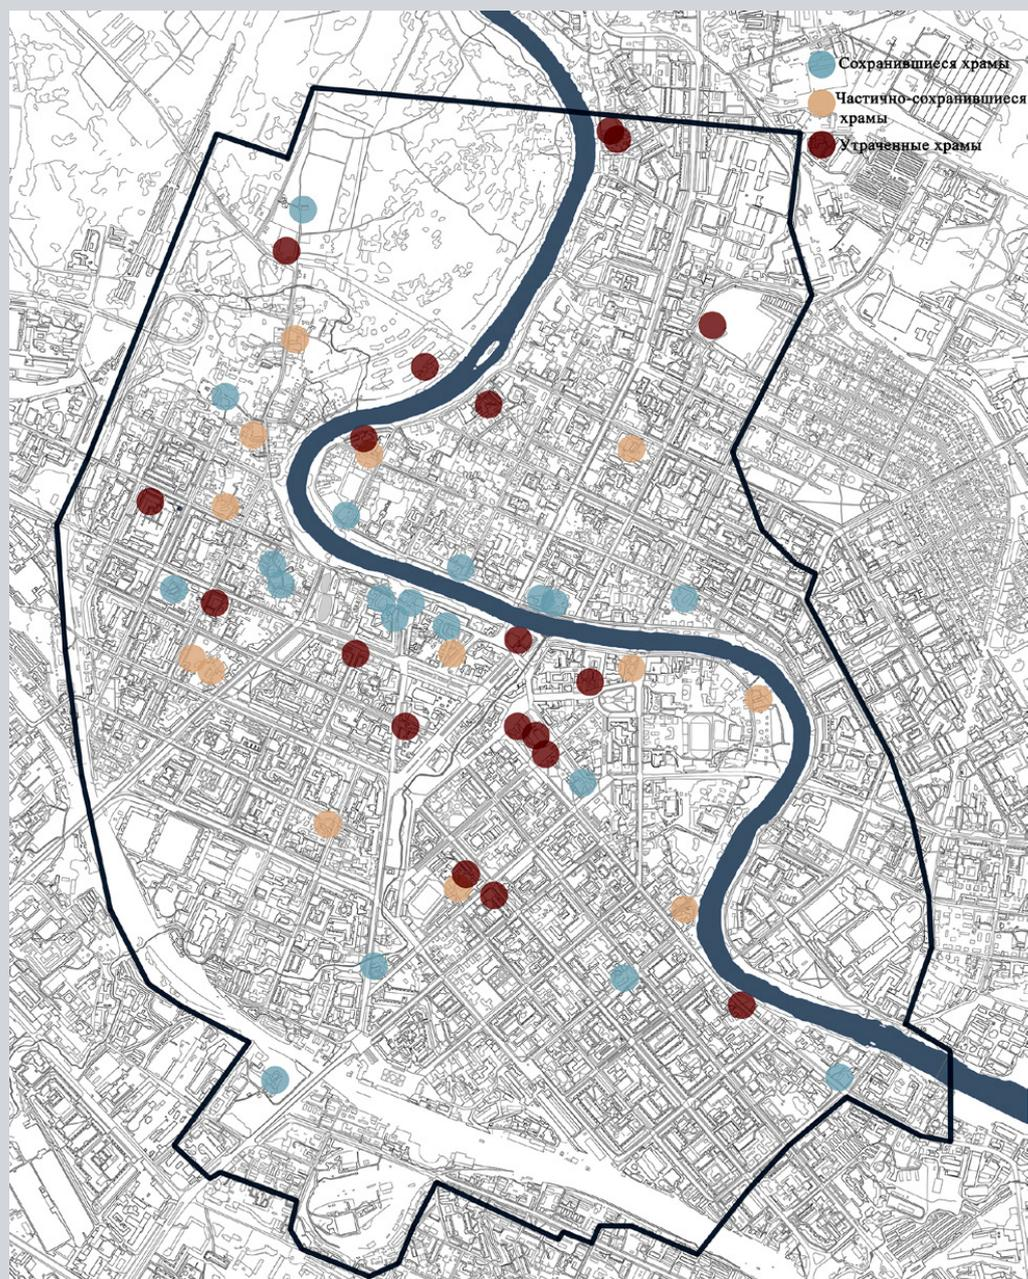 Сохранившиеся храмы
Частично-сохранившиеся
храмы
Утраченные храмы